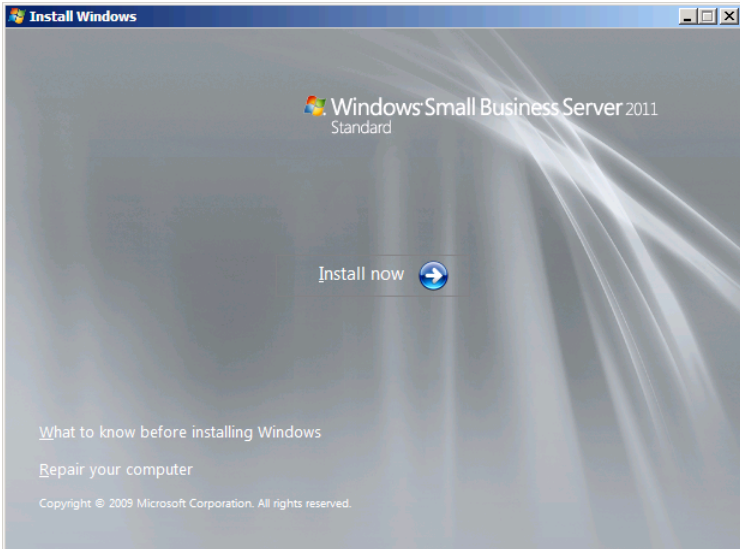 Install Windows
Windows Small Business Server 2011
Standard
Install now
What to know before installing Windows
Repair your computer
Copyright © 2009 Microsoft Corporation. All rights reserved.